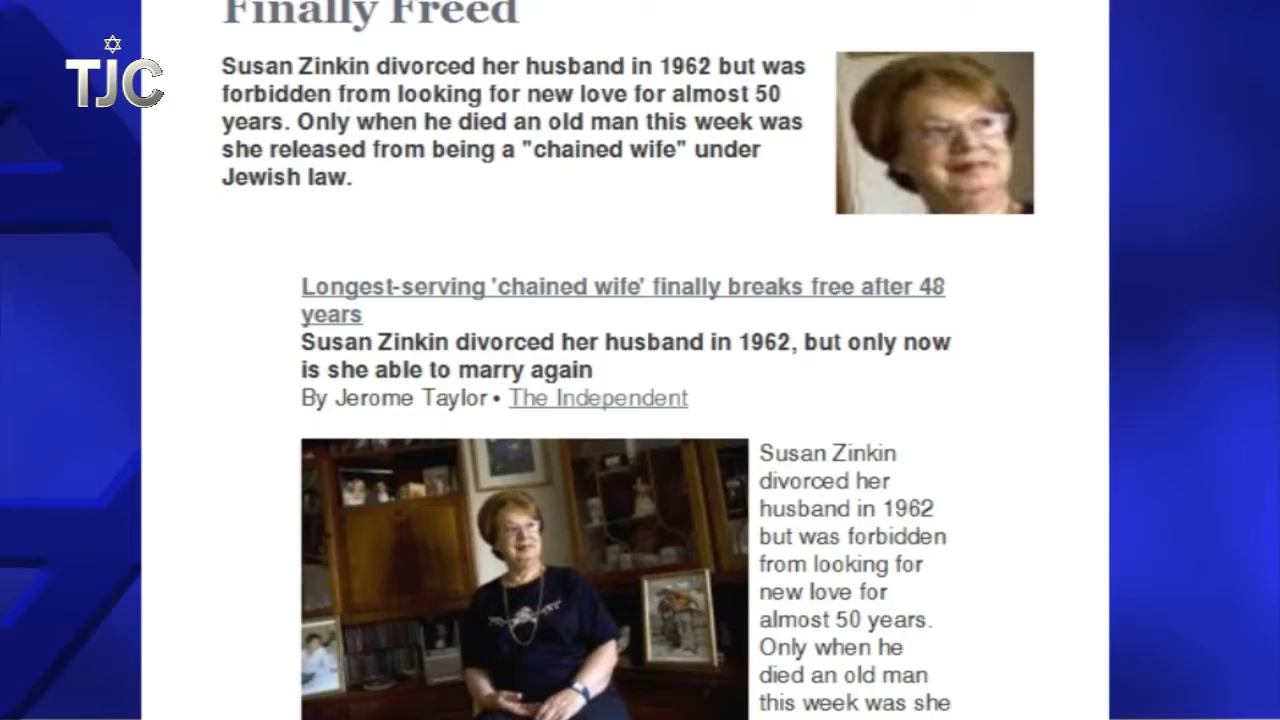 Finally Freed
TJC
Susan Zinkin divorced her husband in 1962 but was
forbidden from looking for new love for almost 50
years. Only when he died an old man this week was
she released from being a "chained wife" under
Jewish law.
Longest-serving 'chained wife' finally breaks free after 48
years
Susan Zinkin divorced her husband in 1962, but only now
is she able to marry again
By Jerome Taylor • The Independent
Susan Zinkin
divorced her
husband in 1962
but was forbidden
from looking for
new love for
almost 50 years.
Only when he
died an old man
this week was she